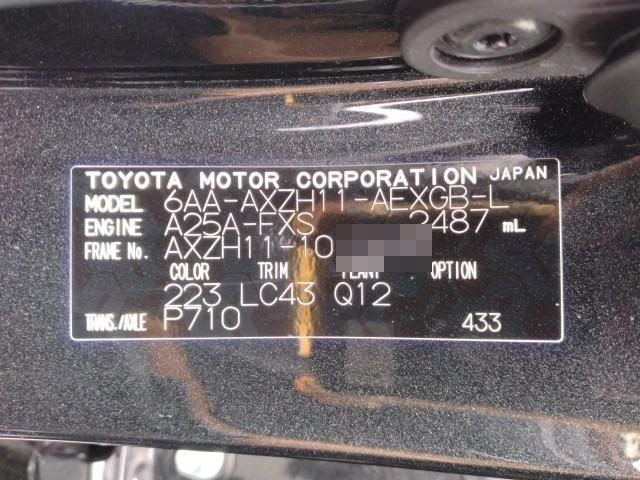 TOYOTA MOTOR CORPORATION JAPAN
MODEL 6AA-AXZH11-AEXGB-L
ENGINE A25A-FXS 2487 mL
FRAME No. AXZH11-10
COLOR TRIM PLANT OPTION
223 LC43 Q12
TRANS./AXLE P710 433